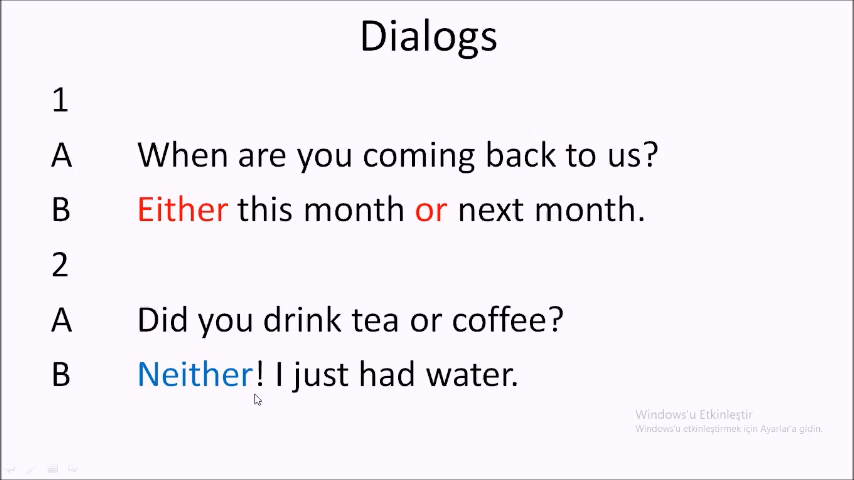 Dialogs
1
A When are you coming back to us?
B Either this month or next month.
2
A Did you drink tea or coffee?
B Neither! I just had water.
Windows'u Etkinleştir
Windows'u etkinleştirmek için Ayarlar'a gidin.